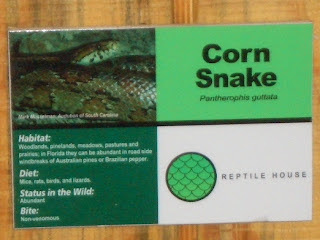 Corn
Snake
Pantherophis guttata
Mark Musselman, Audubon of South Carolina
Habitat:
Woodlands, pinelands, meadows, pastures and
prairies; in Florida they can be abundant in road side
windbreaks of Australian pines or Brazilian pepper.
Diet:
Mice, rats, birds, and lizards.
Status in the Wild:
Abundant
Bite:
Non-venomous.
REPTILE HOUSE